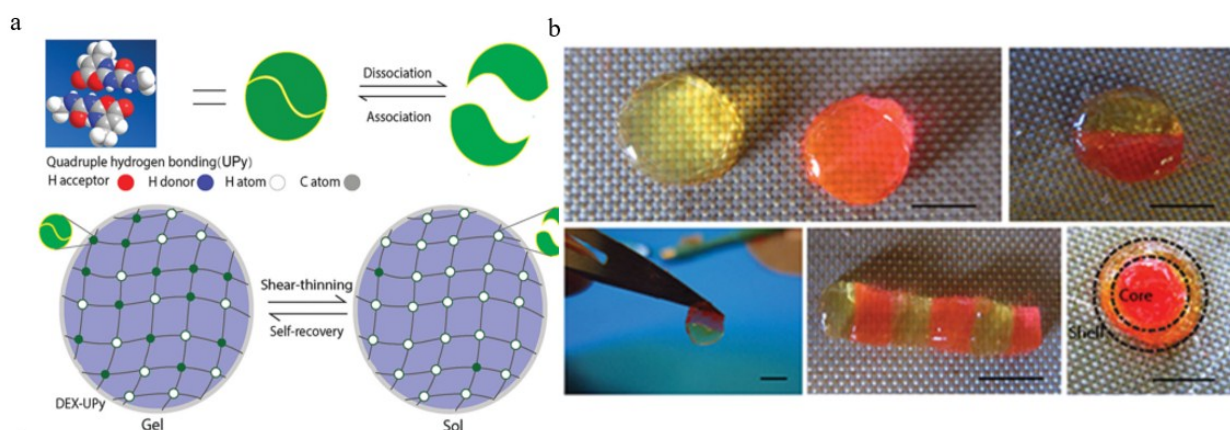 a
b
Dissociation
Association
Quadruple hydrogen bonding(UPy)
H acceptor H donor H atom C atom
Shear-thinning
Self-recovery
DEX-UPy
Gel
Sol
Core
Shell